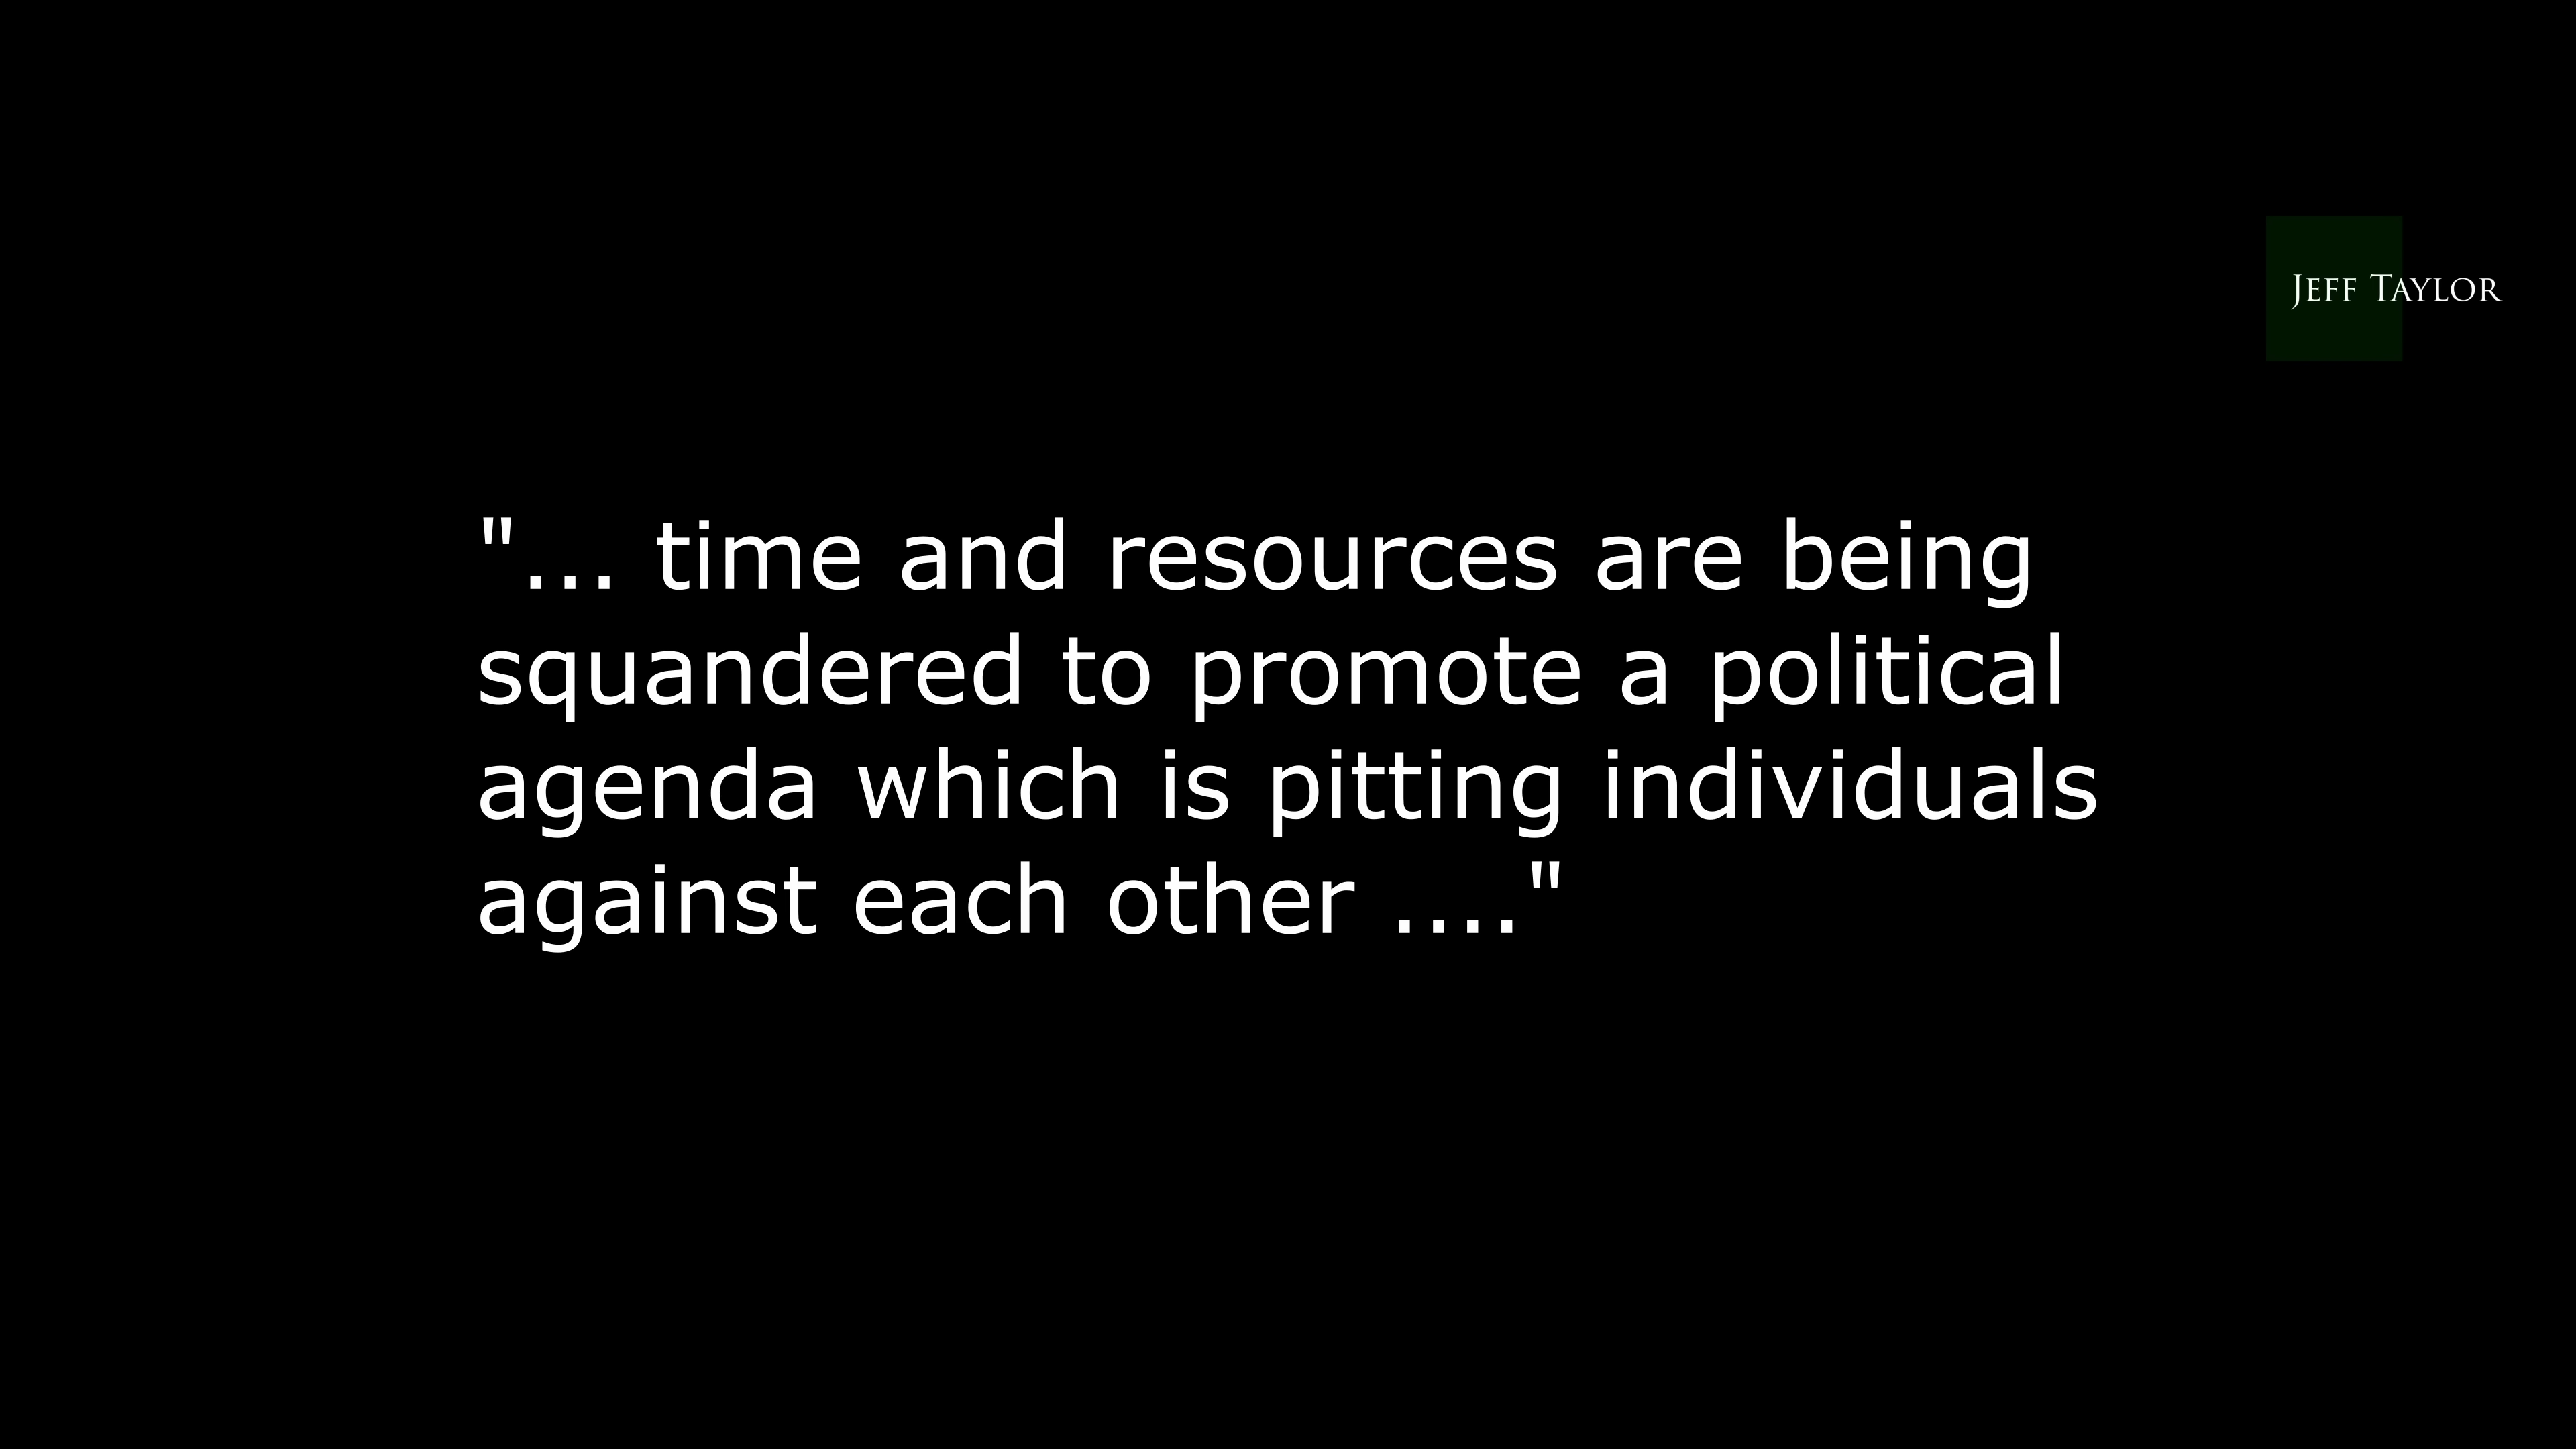 JEFF TAYLOR
"... time and resources are being
squandered to promote a political
agenda which is pitting individuals
against each other ...."